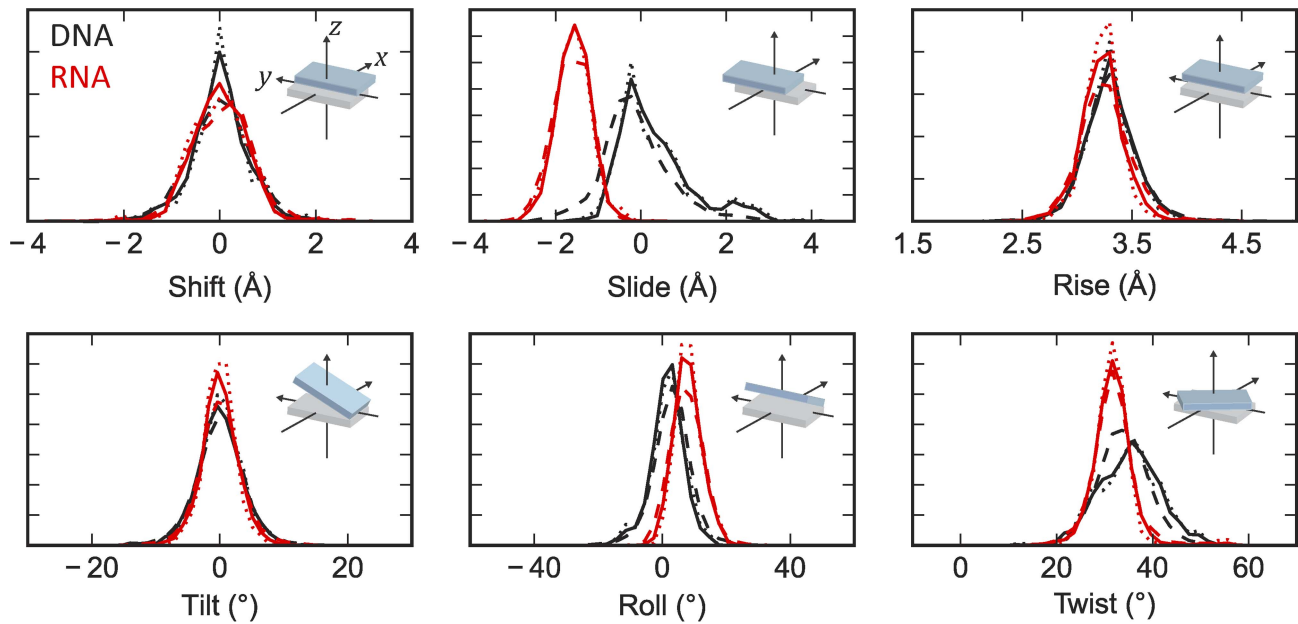 DNA
RNA
z
x
y
−4 −2 0 2 4
Shift (Å)
−4 −2 0 2 4
Slide (Å)
1.5 2.5 3.5 4.5
Rise (Å)
−20 0 20
Tilt (°)
−40 0 40
Roll (°)
0 20 40 60
Twist (°)